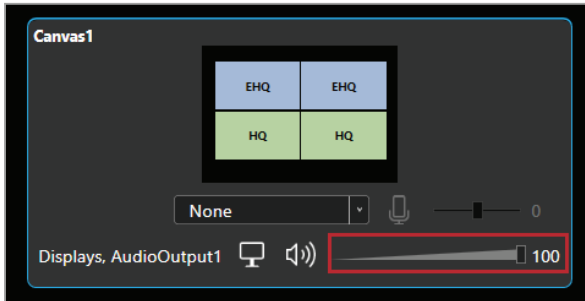 Canvas1
EHQ EHQ
HQ HQ
None 0
Displays, AudioOutput1 100